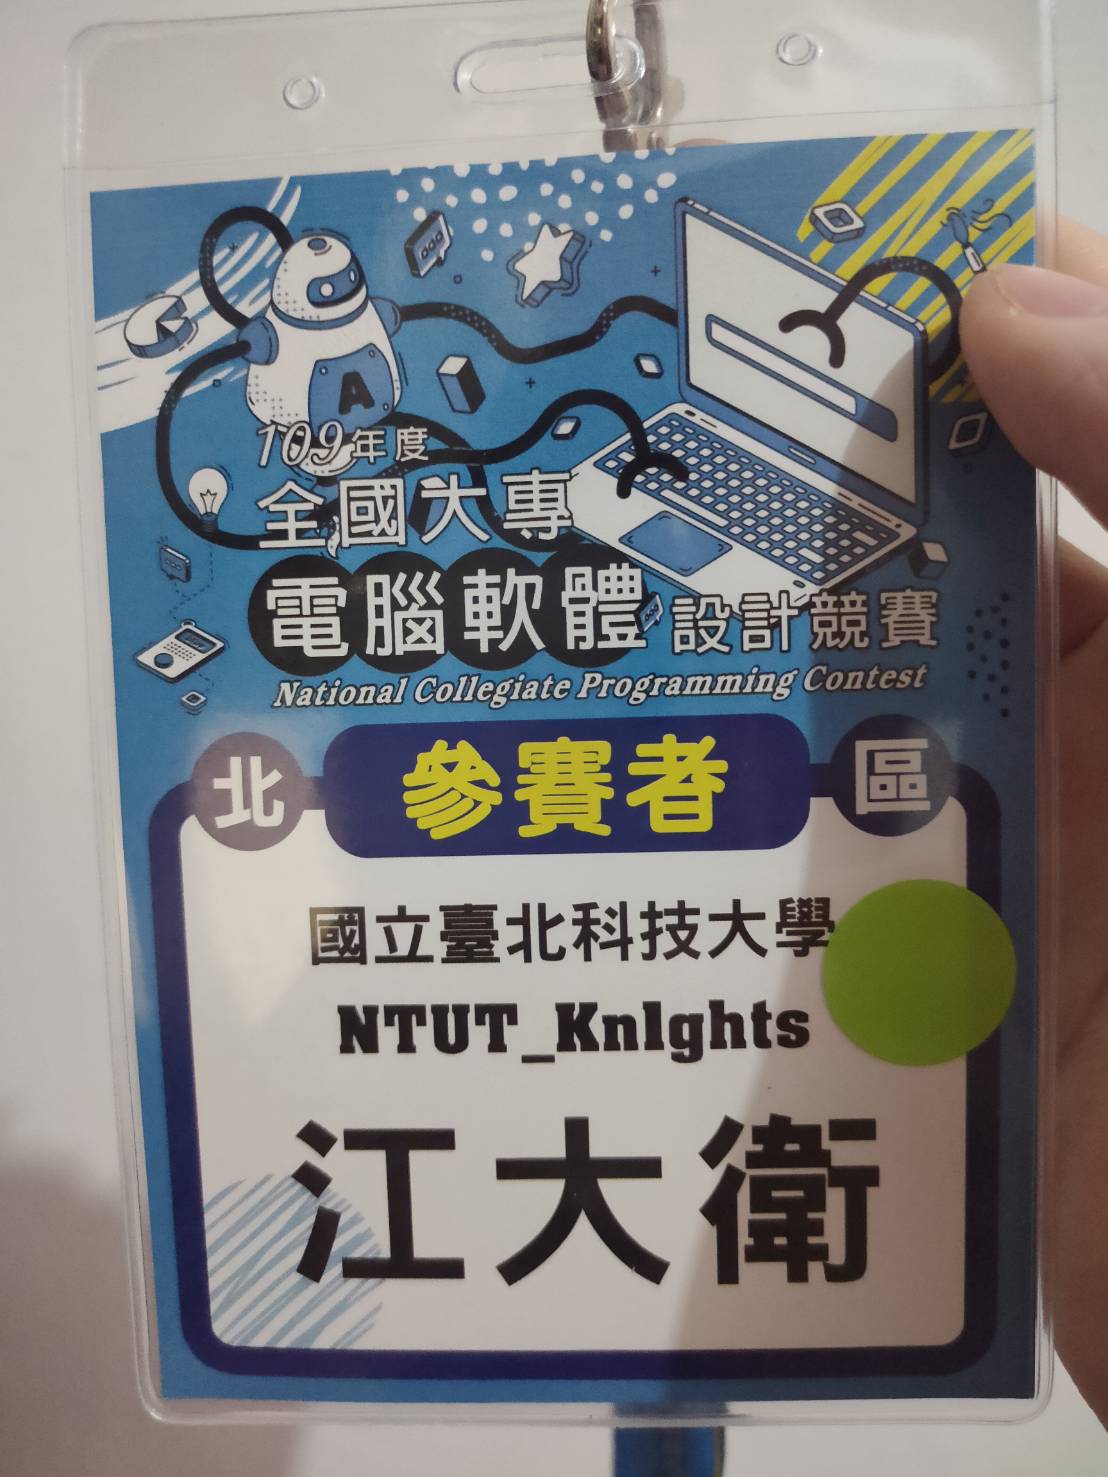 A
109年度
全國大專
電腦軟體 設計競賽
National Collegiate Programming Contest
北 參賽者 區
國立臺北科技大學
NTUT_Kn1ghts
江大衛